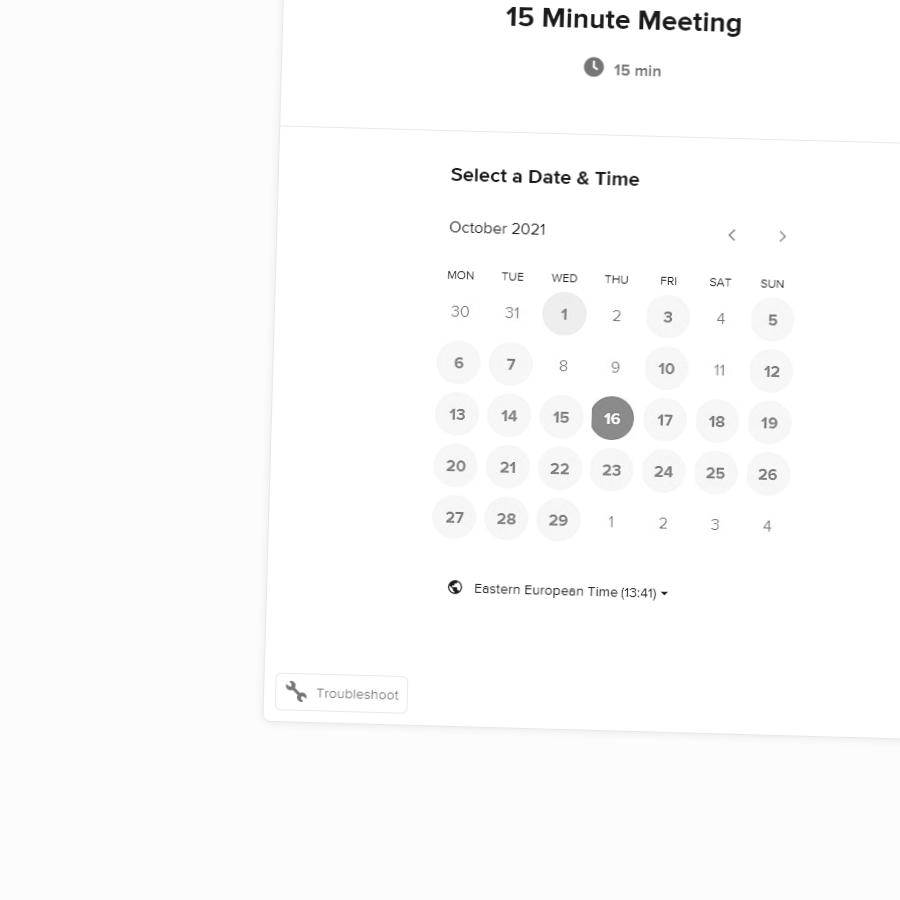 15 Minute Meeting
15 min
Select a Date & Time
October 2021
MON TUE WED THU FRI SAT SUN
30 31 1 2 3 4 5
6 7 8 9 10 11 12
13 14 15 16 17 18 19
20 21 22 23 24 25 26
27 28 29 1 2 3 4
Eastern European Time (13:41)
Troubleshoot